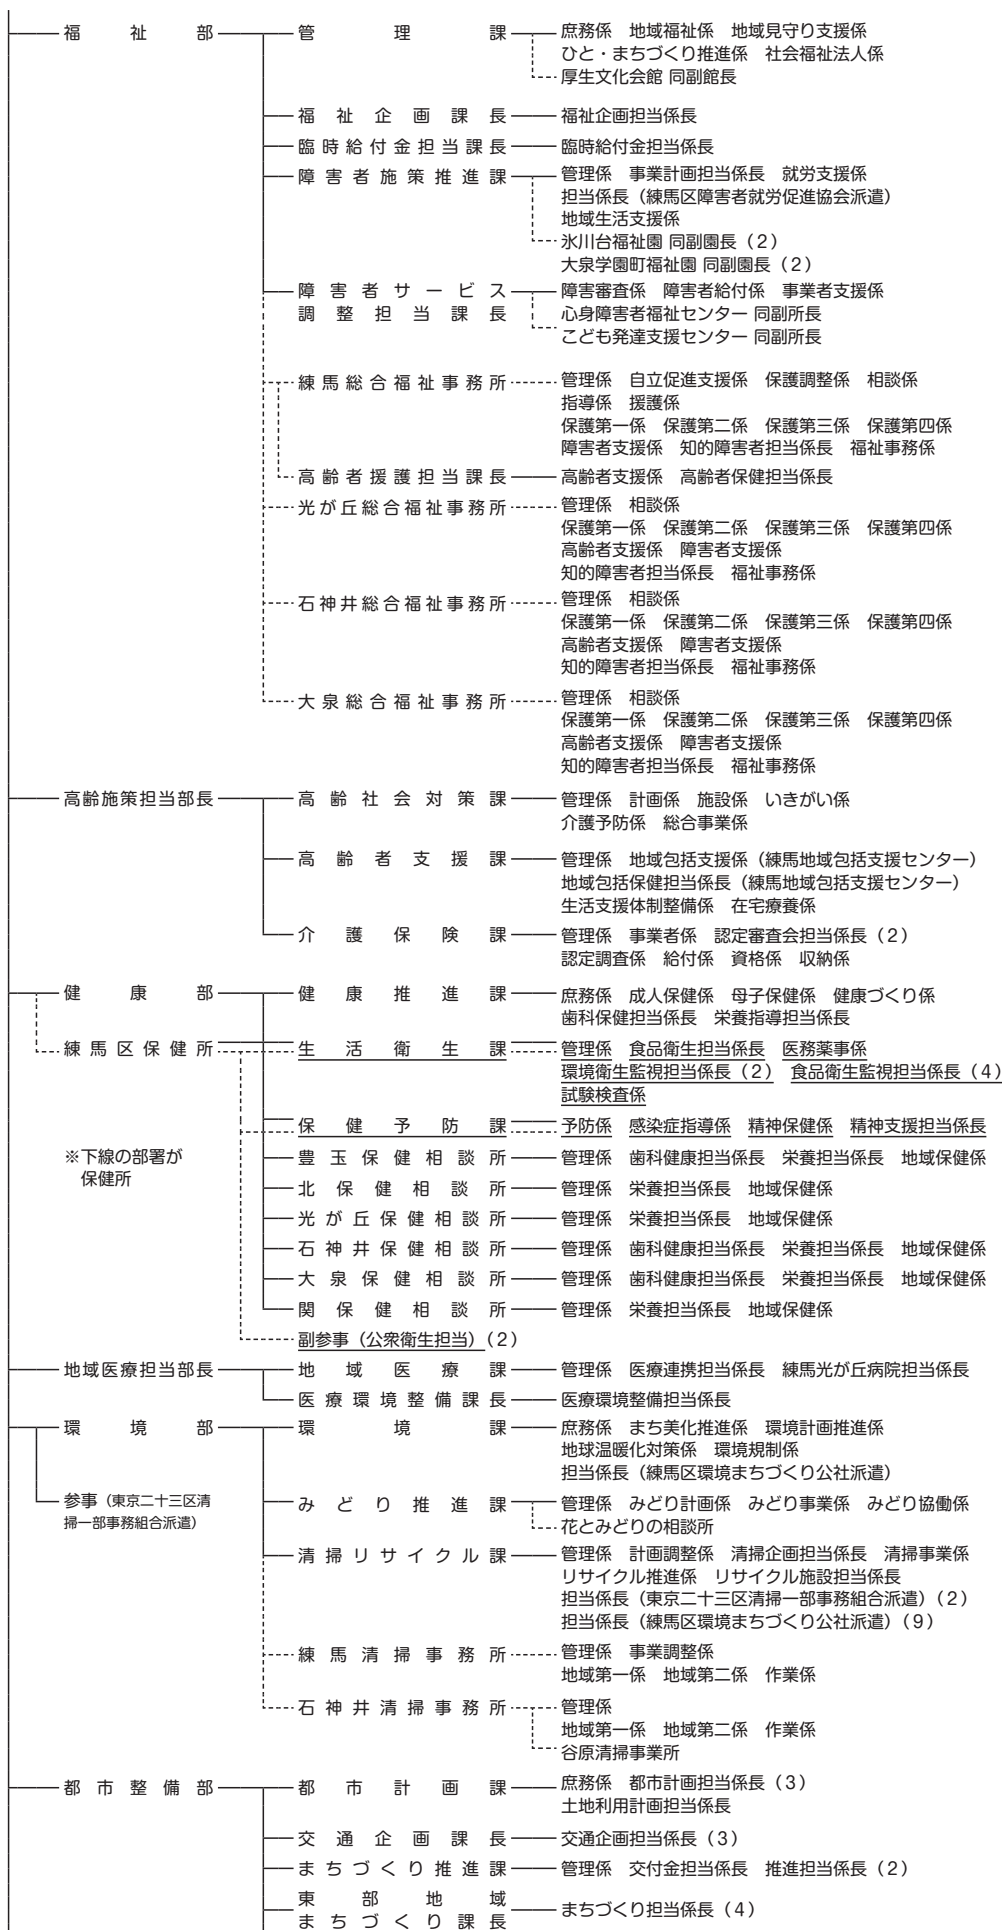 福祉部 管理課 庶務係 地域福祉係 地域見守り支援係
ひと・まちづくり推進係 社会福祉法人係
厚生文化会館 同副館長
福祉企画課長 福祉企画担当係長
臨時給付金担当課長 臨時給付金担当係長
障害者施策推進課 管理係 事業計画担当係長 就労支援係
担当係長（練馬区障害者就労促進協会派遣）
地域生活支援係
氷川台福祉園 同副園長（2）
大泉学園町福祉園 同副園長（2）
障害者サービス 障害審査係 障害者給付係 事業者支援係
調整担当課長 心身障害者福祉センター 同副所長
こども発達支援センター 同副所長
練馬総合福祉事務所 管理係 自立促進支援係 保護調整係 相談係
指導係 援護係
保護第一係 保護第二係 保護第三係 保護第四係
障害者支援係 知的障害者担当係長 福祉事務係
高齢者援護担当課長 高齢者支援係 高齢者保健担当係長
光が丘総合福祉事務所 管理係 相談係
保護第一係 保護第二係 保護第三係 保護第四係
高齢者支援係 障害者支援係
知的障害者担当係長 福祉事務係
石神井総合福祉事務所 管理係 相談係
保護第一係 保護第二係 保護第三係 保護第四係
高齢者支援係 障害者支援係
知的障害者担当係長 福祉事務係
大泉総合福祉事務所 管理係 相談係
保護第一係 保護第二係 保護第三係 保護第四係
高齢者支援係 障害者支援係
知的障害者担当係長 福祉事務係
高齢施策担当部長 高齢社会対策課 管理係 計画係 施設係 いきがい係
介護予防係 総合事業係
高齢者支援課 管理係 地域包括支援係（練馬地域包括支援センター）
地域包括保健担当係長（練馬地域包括支援センター）
生活支援体制整備係 在宅療養係
介護保険課 管理係 事業者係 認定審査会担当係長（2）
認定調査係 給付係 資格係 収納係
健康部 健康推進課 庶務係 成人保健係 母子保健係 健康づくり係
歯科保健担当係長 栄養指導担当係長
練馬区保健所 生活衛生課 管理係 食品衛生担当係長 医務薬事係
環境衛生監視担当係長（2） 食品衛生監視担当係長（4）
試験検査係
保健予防課 予防係 感染症指導係 精神保健係 精神支援担当係長
※下線の部署が
保健所
豊玉保健相談所 管理係 歯科健康担当係長 栄養担当係長 地域保健係
北保健相談所 管理係 栄養担当係長 地域保健係
光が丘保健相談所 管理係 栄養担当係長 地域保健係
石神井保健相談所 管理係 歯科健康担当係長 栄養担当係長 地域保健係
大泉保健相談所 管理係 歯科健康担当係長 栄養担当係長 地域保健係
関保健相談所 管理係 栄養担当係長 地域保健係
副参事（公衆衛生担当）（2）
地域医療担当部長 地域医療課 管理係 医療連携担当係長 練馬光が丘病院担当係長
医療環境整備課長 医療環境整備担当係長
環境部 環境課 庶務係 まち美化推進係 環境計画推進係
地球温暖化対策係 環境規制係
担当係長（練馬区環境まちづくり公社派遣）
参事（東京二十三区清
掃一部事務組合派遣）
みどり推進課 管理係 みどり計画係 みどり事業係 みどり協働係
花とみどりの相談所
清掃リサイクル課 管理係 計画調整係 清掃企画担当係長 清掃事業係
リサイクル推進係 リサイクル施設担当係長
担当係長（東京二十三区清掃一部事務組合派遣）（2）
担当係長（練馬区環境まちづくり公社派遣）（9）
練馬清掃事務所 管理係 事業調整係
地域第一係 地域第二係 作業係
石神井清掃事務所 管理係
地域第一係 地域第二係 作業係
谷原清掃事業所
都市整備部 都市計画課 庶務係 都市計画担当係長（3）
土地利用計画担当係長
交通企画課長 交通企画担当係長（3）
まちづくり推進課 管理係 交付金担当係長 推進担当係長（2）
東部地域
まちづくり課長 まちづくり担当係長（4）